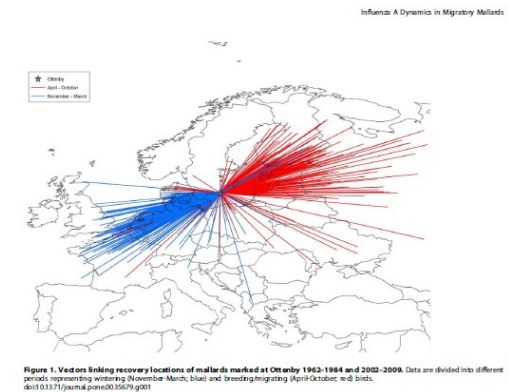 Influenza A Dynamics in Migratory Mallards
Ottenby
April - October
November - March
Figure 1. Vectors linking recovery locations of mallards marked at Ottenby 1962–1984 and 2002–2009. Data are divided into different
periods representing wintering (November-March; blue) and breeding/migrating (April-October, red) birds.
doi:10.1371/journal.pone.0035679.g001